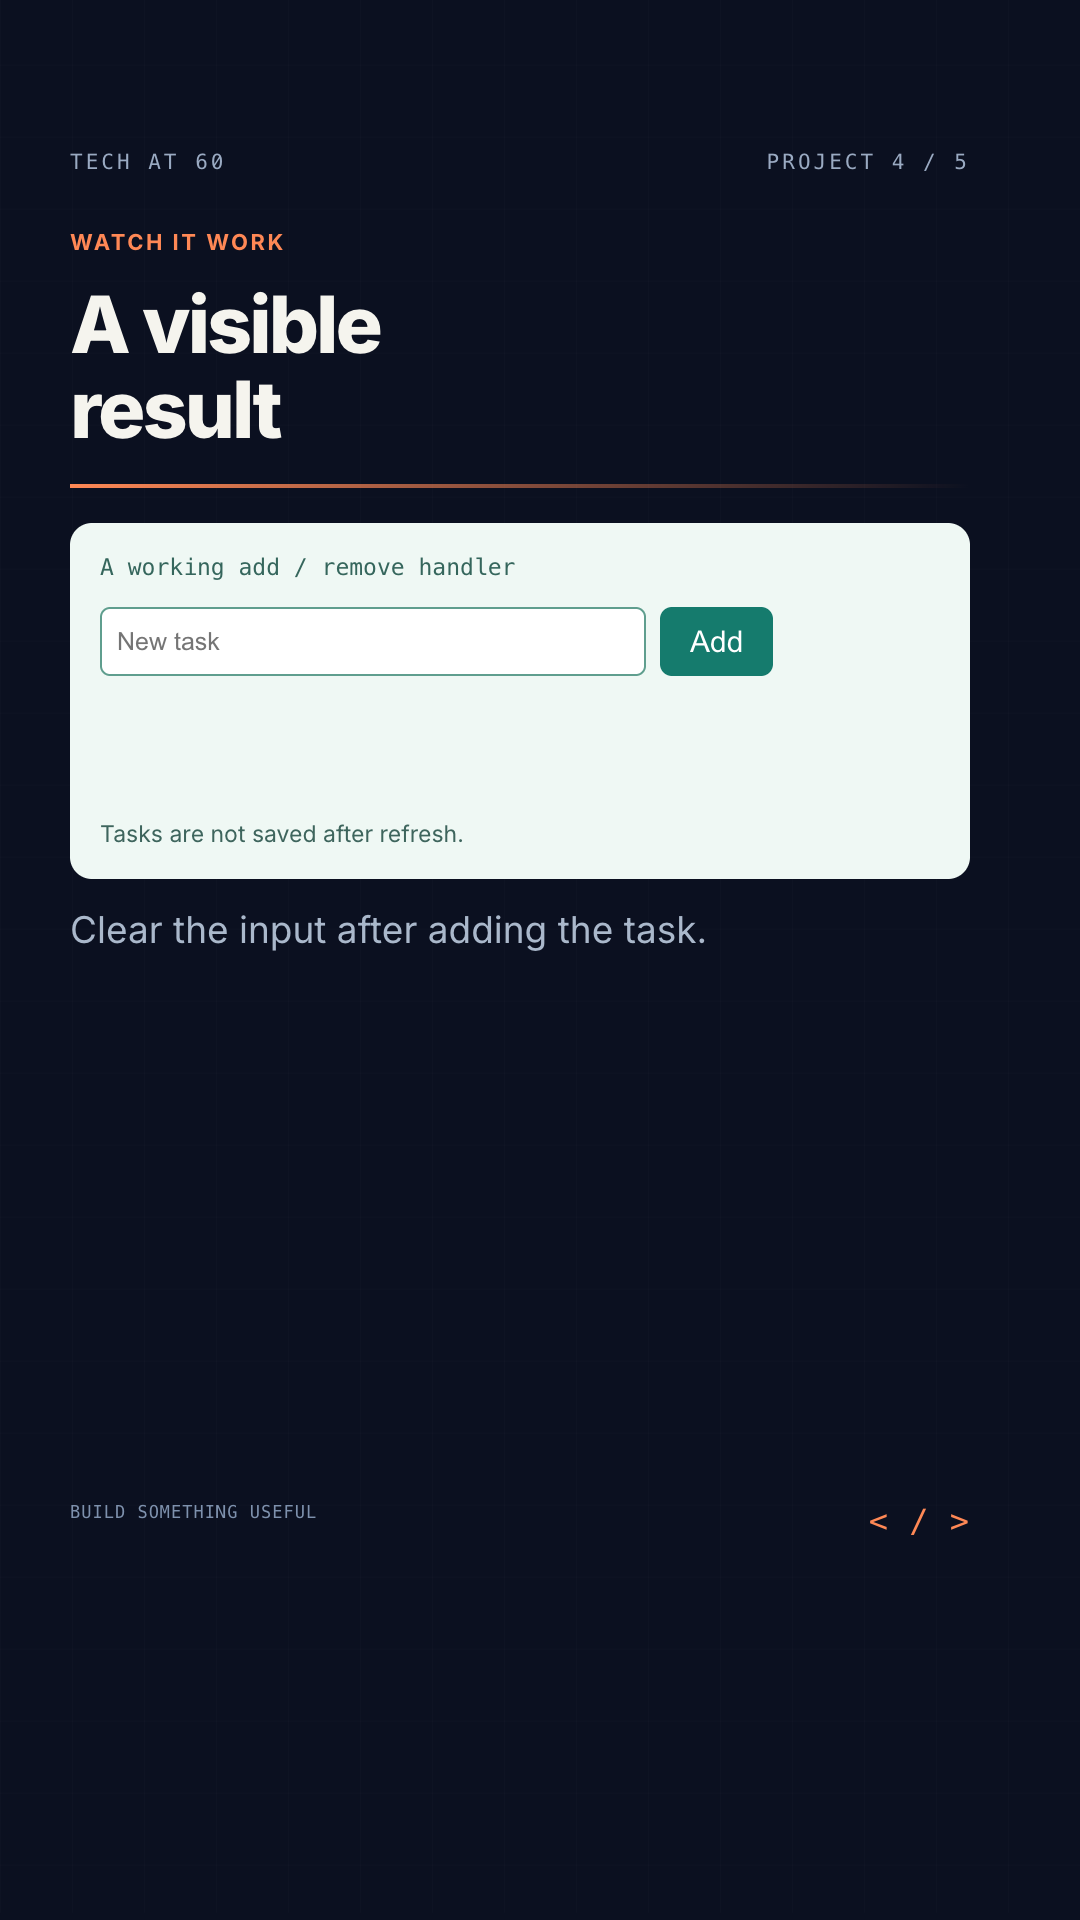 TECH AT 60
PROJECT 4 / 5
WATCH IT WORK
A visible
result
A working add / remove handler
New task
Add
Tasks are not saved after refresh.
Clear the input after adding the task.
BUILD SOMETHING USEFUL
< / >